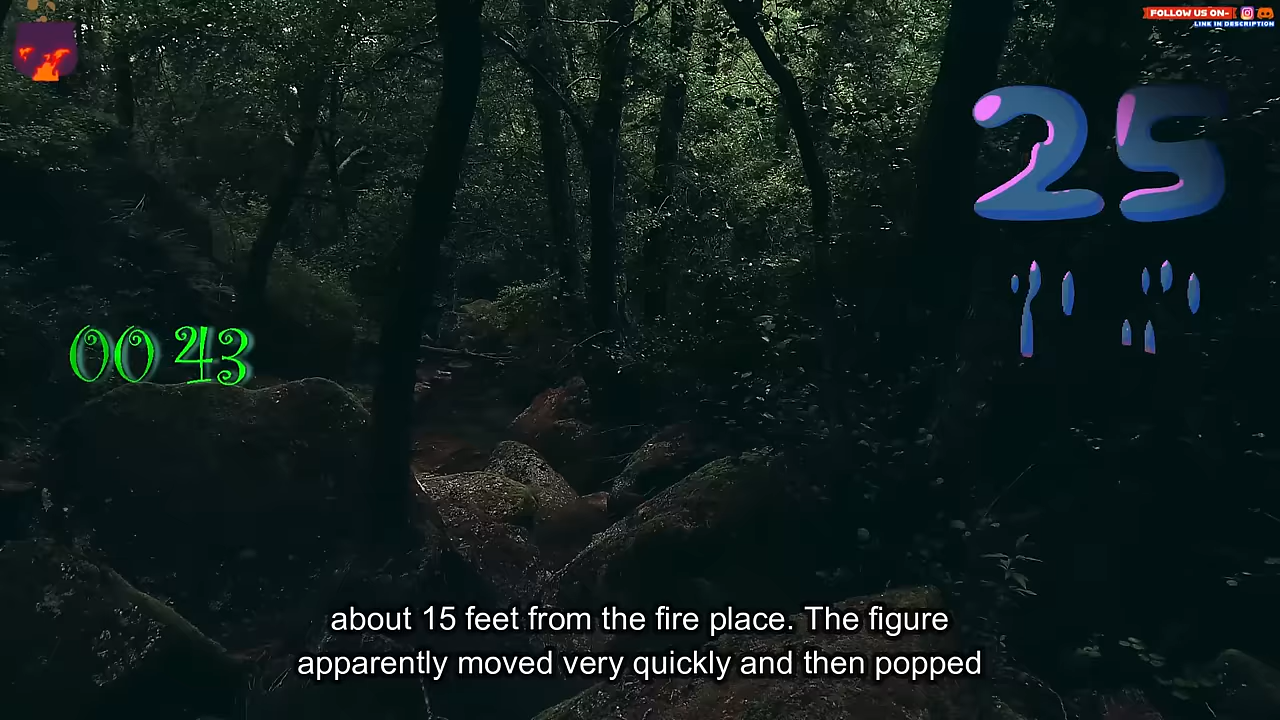 FOLLOW US ON-
LINK IN DESCRIPTION
25
00 43
about 15 feet from the fire place. The figure
apparently moved very quickly and then popped